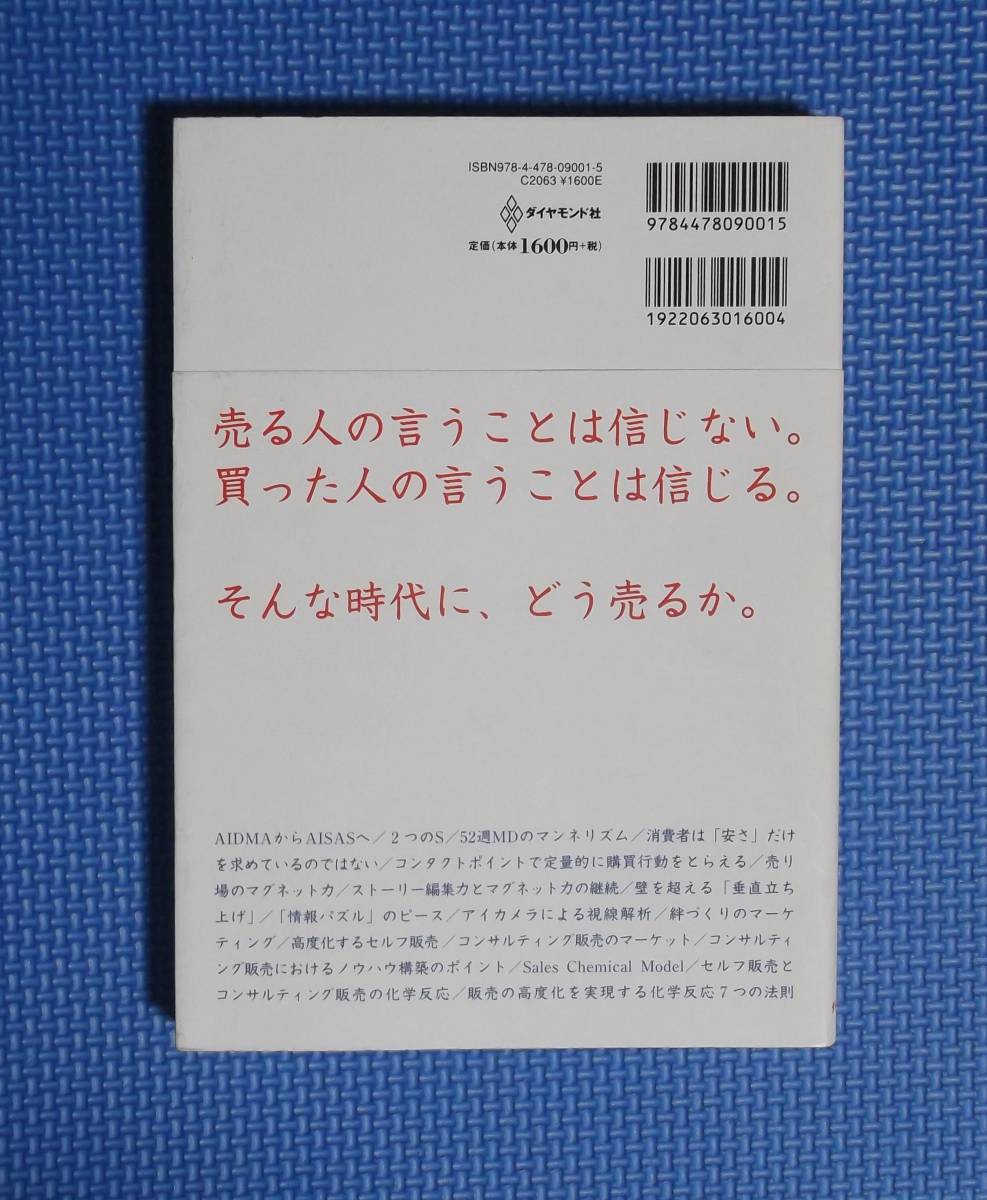 ISBN978-4-478-09001-5
C2063 ¥1600E
ダイヤモンド社
定価(本体1600円+税)
9784478090015
1922063016004
売る人の言うことは信じない。
買った人の言うことは信じる。
そんな時代に、どう売るか。
AIDMAからAISASへ／２つのS／52週MDのマンネリズム／消費者は「安さ」だけ
を求めているのではない／コンタクトポイントで定量的に購買行動をとらえる／売り
場のマグネット力／ストーリー編集力とマグネット力の継続／壁を超える「垂直立ち
上げ」／「情報パズル」のピース／アイカメラによる視線解析／絆づくりのマーケ
ティング／高度化するセルフ販売／コンサルティング販売のマーケット／コンサルティ
ング販売におけるノウハウ構築のポイント／Sales Chemical Model／セルフ販売と
コンサルティング販売の化学反応／販売の高度化を実現する化学反応７つの法則